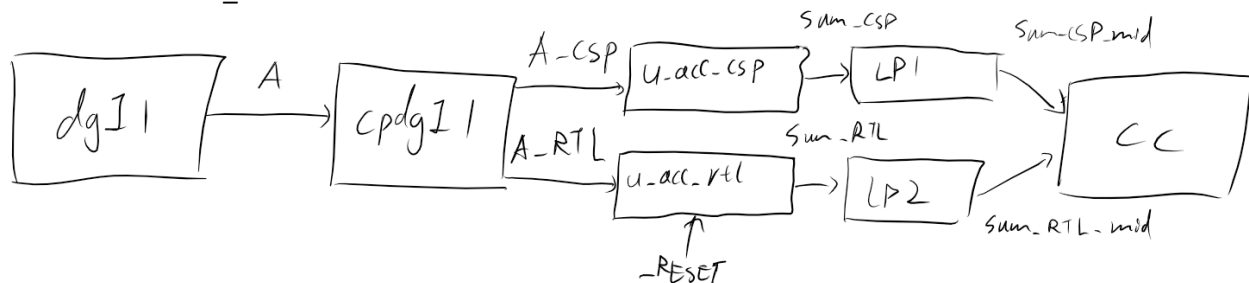 dgI1
A
cpdgI1
A_CSP
A_RTL
u_acc_csp
u_acc_rtl
_RESET
Sum_CSP
Sum_RTL
LP1
LP2
Sum_CSP_mid
Sum_RTL_mid
CC